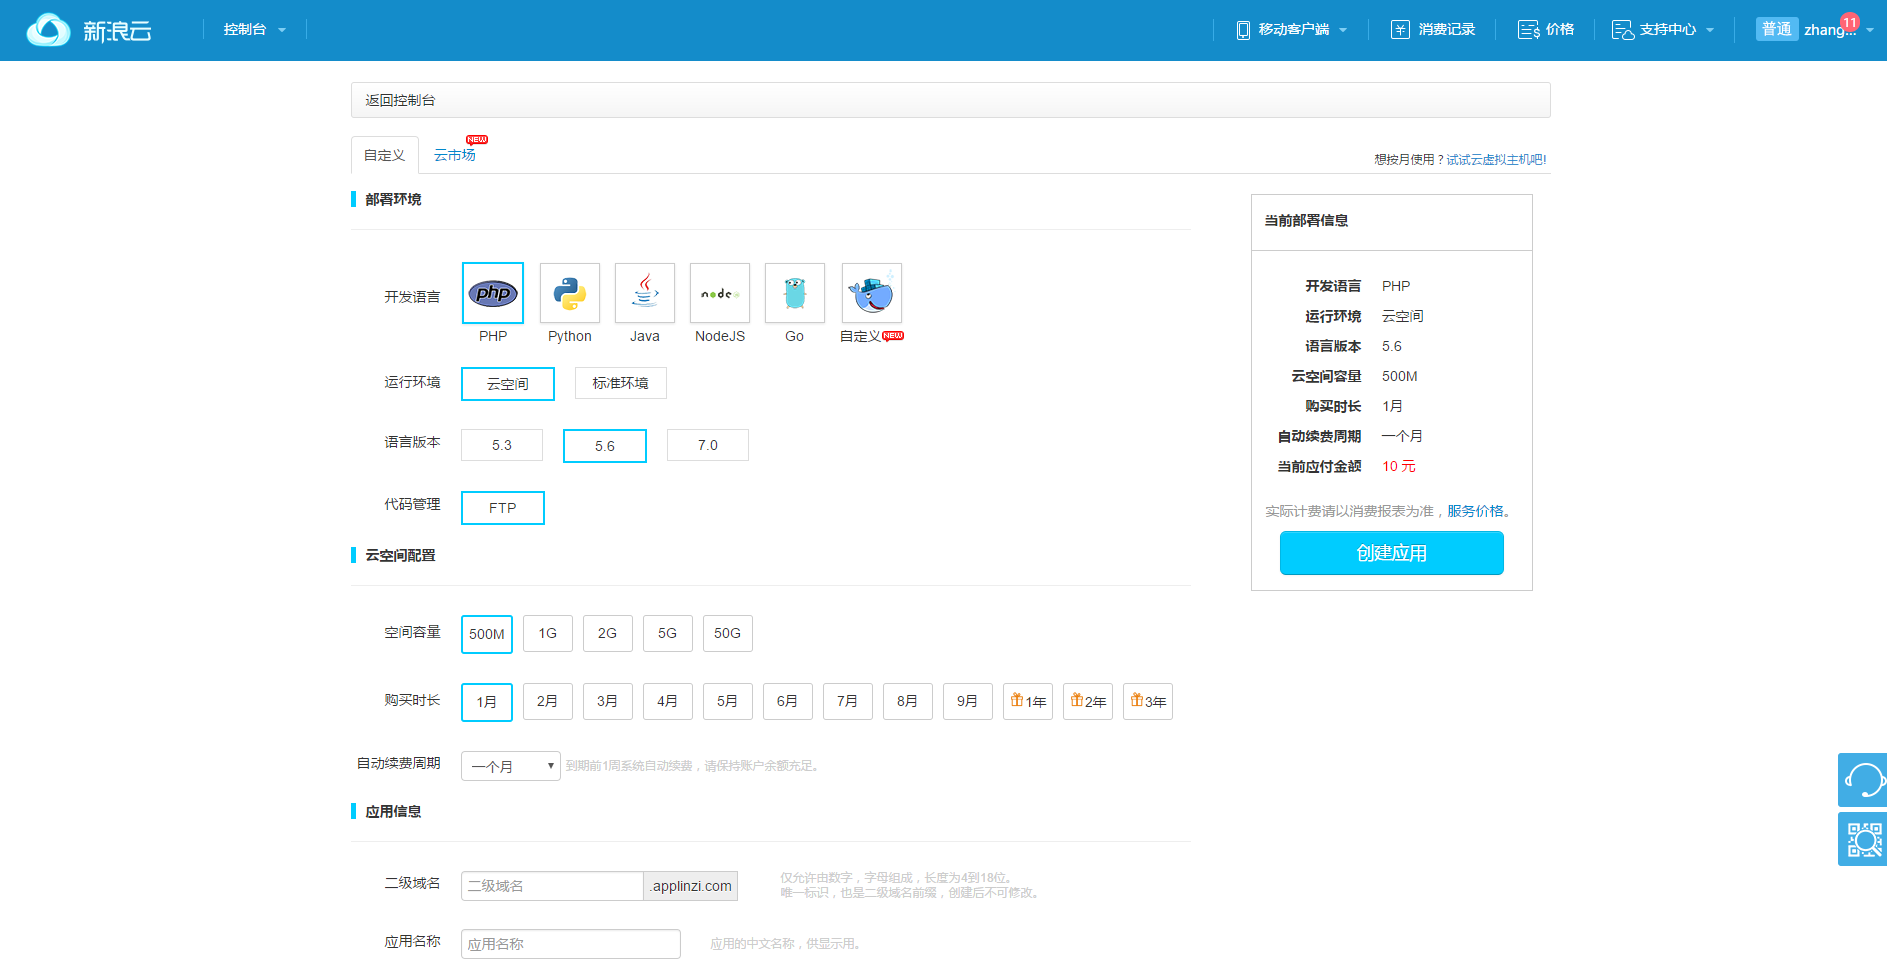 新浪云
控制台
移动客户端
消费记录
价格
支持中心
普通 zhang... 11
返回控制台
自定义
云市场 NEW
想按月使用？试试云虚拟主机吧!
部署环境
开发语言
php
node
PHP
Python
Java
NodeJS
Go
自定义 NEW
运行环境
云空间
标准环境
语言版本
5.3
5.6
7.0
代码管理
FTP
云空间配置
空间容量
500M
1G
2G
5G
50G
购买时长
1月
2月
3月
4月
5月
6月
7月
8月
9月
1年
2年
3年
自动续费周期
一个月
到期前1周系统自动续费，请保持账户余额充足。
应用信息
二级域名
二级域名
.applinzi.com
仅允许由数字，字母组成，长度为4到18位。
唯一标识，也是二级域名前缀，创建后不可修改。
应用名称
应用名称
应用的中文名称，供显示用。
当前部署信息
开发语言 PHP
运行环境 云空间
语言版本 5.6
云空间容量 500M
购买时长 1月
自动续费周期 一个月
当前应付金额 10 元
实际计费请以消费报表为准，服务价格。
创建应用